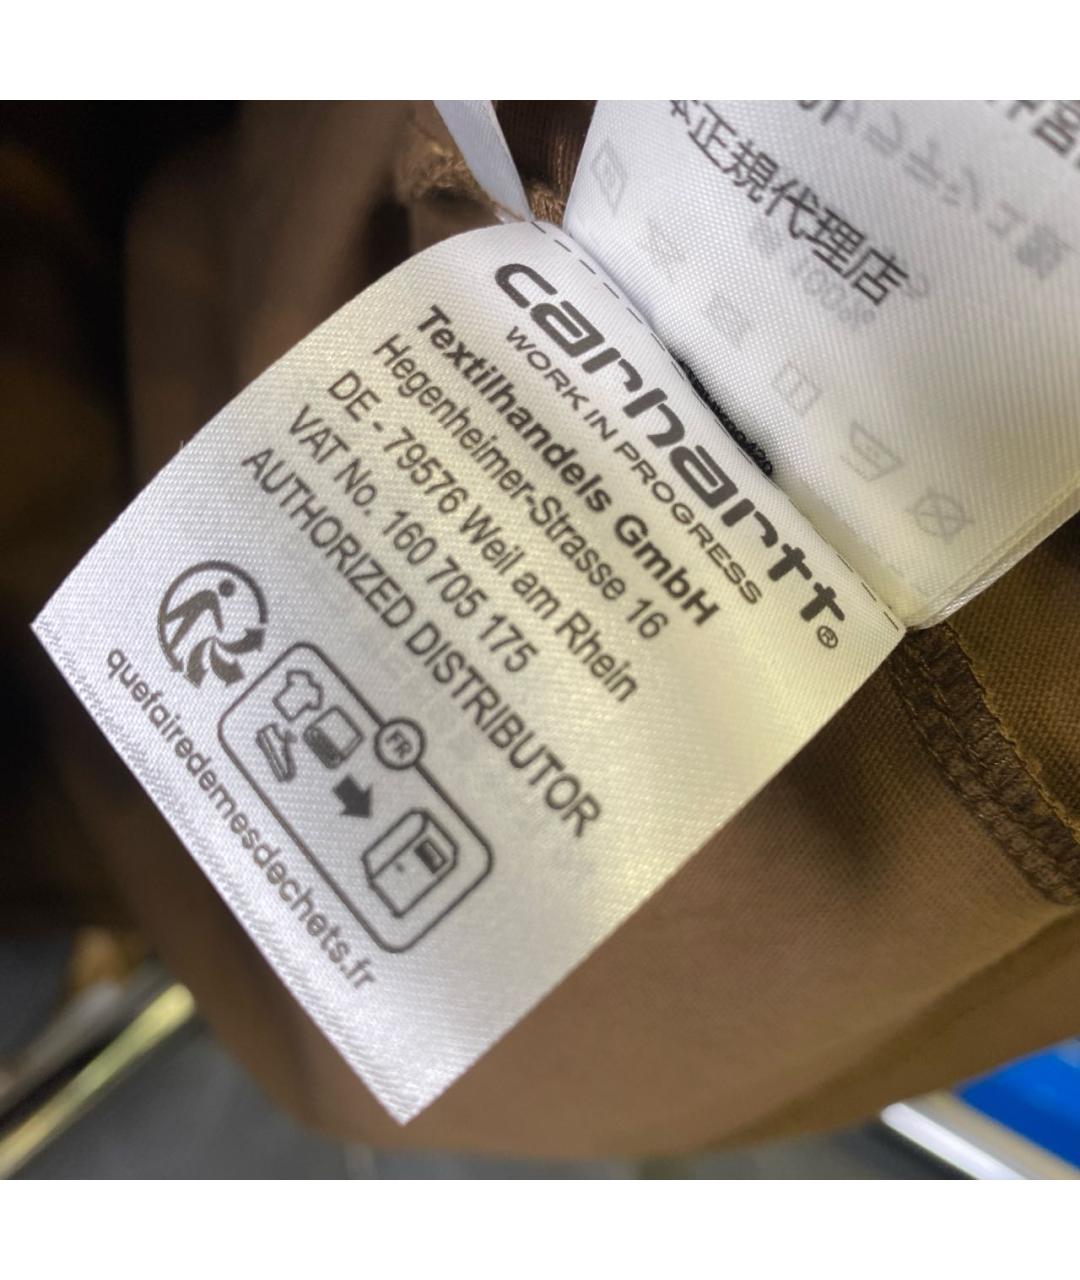 carhartt®
WORK IN PROGRESS
Textilhandels GmbH
Hegenheimer-Strasse 16
DE - 79576 Weil am Rhein
VAT No. 160 705 175
AUTHORIZED DISTRIBUTOR
FR
quefairedemesdechets.fr
本正規代理店